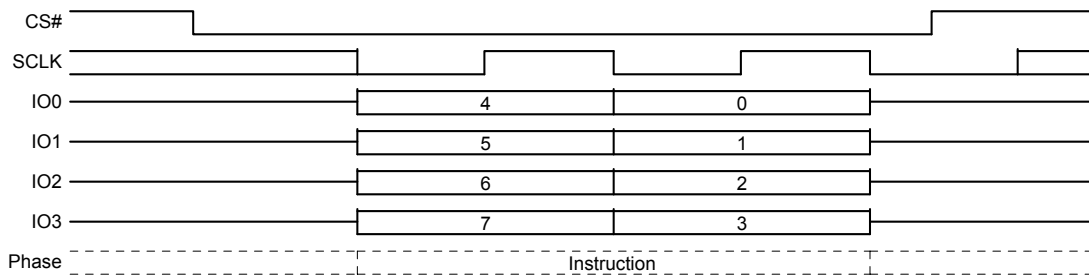 CS#
SCLK
IO0 4 0
IO1 5 1
IO2 6 2
IO3 7 3
Phase Instruction